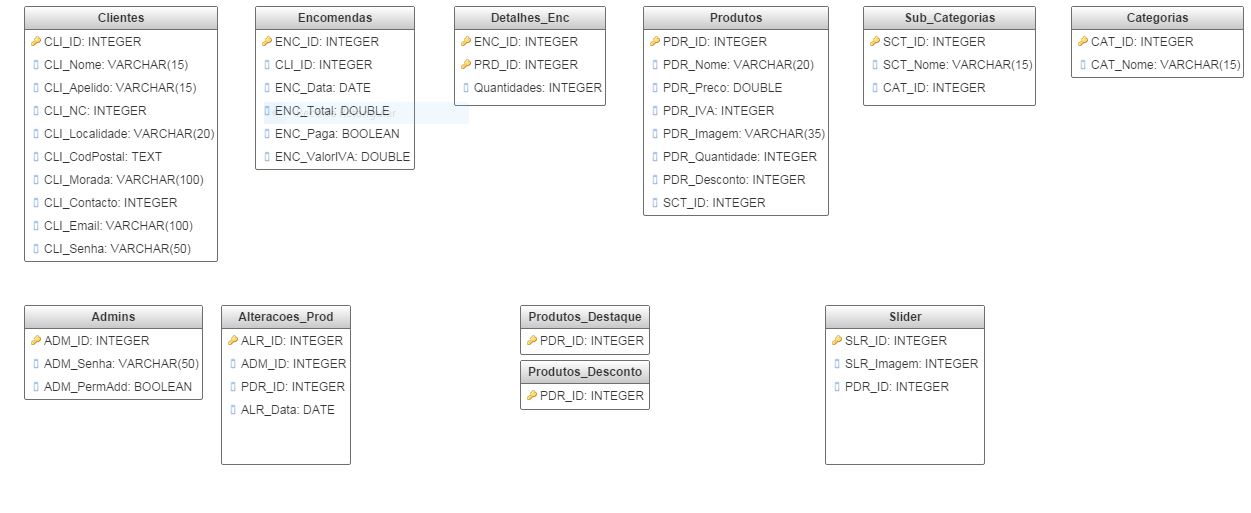 Clientes
CLI_ID: INTEGER
CLI_Nome: VARCHAR(15)
CLI_Apelido: VARCHAR(15)
CLI_NC: INTEGER
CLI_Localidade: VARCHAR(20)
CLI_CodPostal: TEXT
CLI_Morada: VARCHAR(100)
CLI_Contacto: INTEGER
CLI_Email: VARCHAR(100)
CLI_Senha: VARCHAR(50)
Encomendas
ENC_ID: INTEGER
CLI_ID: INTEGER
ENC_Data: DATE
ENC_Total: DOUBLE
ENC_Paga: BOOLEAN
ENC_ValorIVA: DOUBLE
Detalhes_Enc
ENC_ID: INTEGER
PRD_ID: INTEGER
Quantidades: INTEGER
Produtos
PDR_ID: INTEGER
PDR_Nome: VARCHAR(20)
PDR_Preco: DOUBLE
PDR_IVA: INTEGER
PDR_Imagem: VARCHAR(35)
PDR_Quantidade: INTEGER
PDR_Desconto: INTEGER
SCT_ID: INTEGER
Sub_Categorias
SCT_ID: INTEGER
SCT_Nome: VARCHAR(15)
CAT_ID: INTEGER
Categorias
CAT_ID: INTEGER
CAT_Nome: VARCHAR(15)
Admins
ADM_ID: INTEGER
ADM_Senha: VARCHAR(50)
ADM_PermAdd: BOOLEAN
Alteracoes_Prod
ALR_ID: INTEGER
ADM_ID: INTEGER
PDR_ID: INTEGER
ALR_Data: DATE
Produtos_Destaque
PDR_ID: INTEGER
Produtos_Desconto
PDR_ID: INTEGER
Slider
SLR_ID: INTEGER
SLR_Imagem: INTEGER
PDR_ID: INTEGER